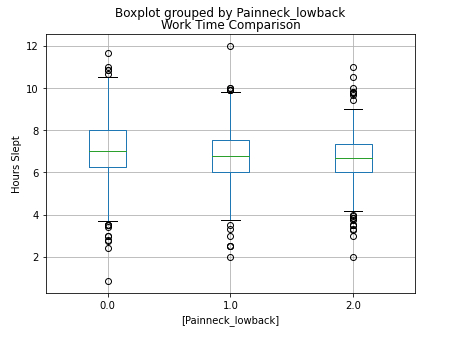 Boxplot grouped by Painneck_lowback
Work Time Comparison
12
10
8
6
4
2
Hours Slept
0.0 1.0 2.0
[Painneck_lowback]